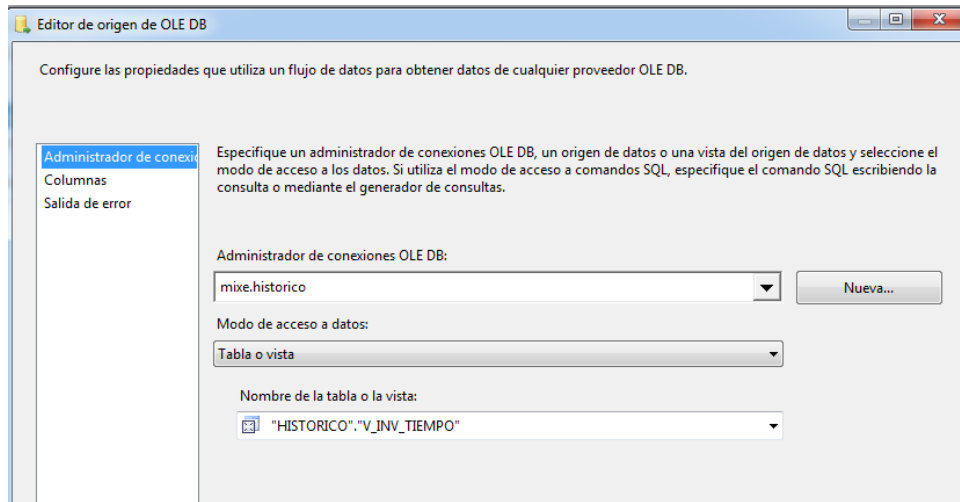 Editor de origen de OLE DB
Configure las propiedades que utiliza un flujo de datos para obtener datos de cualquier proveedor OLE DB.
Administrador de conexio
Columnas
Salida de error
Especifique un administrador de conexiones OLE DB, un origen de datos o una vista del origen de datos y seleccione el
modo de acceso a los datos. Si utiliza el modo de acceso a comandos SQL, especifique el comando SQL escribiendo la
consulta o mediante el generador de consultas.
Administrador de conexiones OLE DB:
mixe.historico
Nueva...
Modo de acceso a datos:
Tabla o vista
Nombre de la tabla o la vista:
"HISTORICO"."V_INV_TIEMPO"